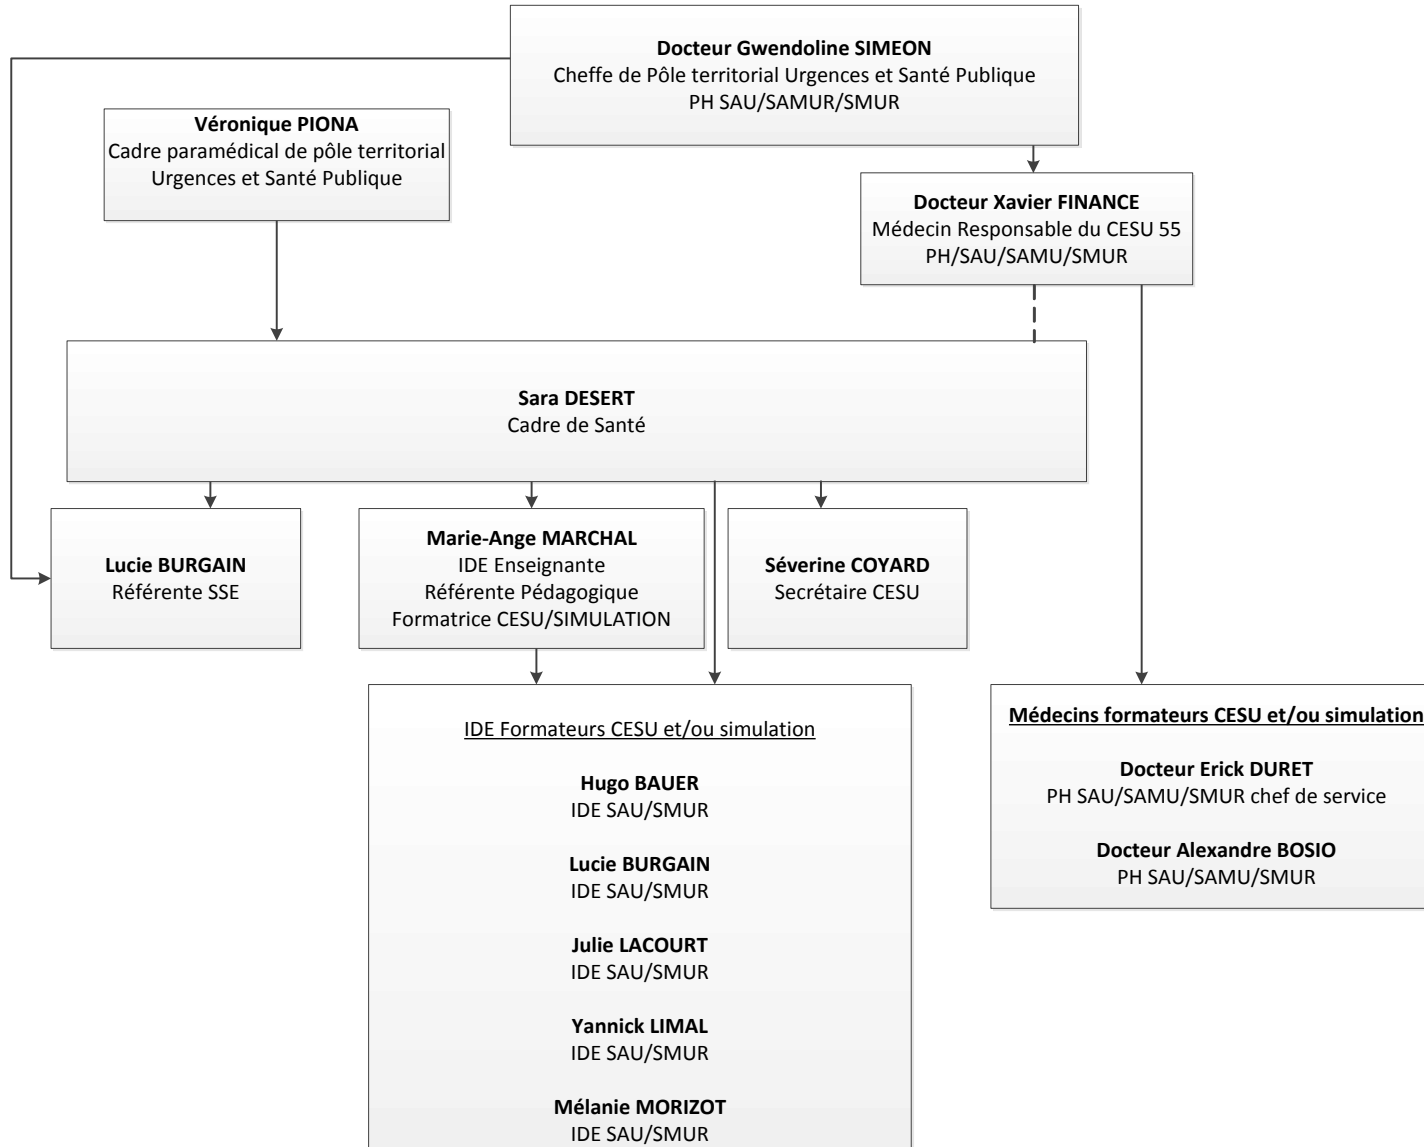 Docteur Gwendoline SIMEON
Cheffe de Pôle territorial Urgences et Santé Publique
PH SAU/SAMUR/SMUR
Véronique PIONA
Cadre paramédical de pôle territorial
Urgences et Santé Publique
Docteur Xavier FINANCE
Médecin Responsable du CESU 55
PH/SAU/SAMU/SMUR
Sara DESERT
Cadre de Santé
Lucie BURGAIN
Référente SSE
Marie-Ange MARCHAL
IDE Enseignante
Référente Pédagogique
Formatrice CESU/SIMULATION
Séverine COYARD
Secrétaire CESU
IDE Formateurs CESU et/ou simulation
Hugo BAUER
IDE SAU/SMUR
Lucie BURGAIN
IDE SAU/SMUR
Julie LACOURT
IDE SAU/SMUR
Yannick LIMAL
IDE SAU/SMUR
Mélanie MORIZOT
IDE SAU/SMUR
Médecins formateurs CESU et/ou simulation
Docteur Erick DURET
PH SAU/SAMU/SMUR chef de service
Docteur Alexandre BOSIO
PH SAU/SAMU/SMUR